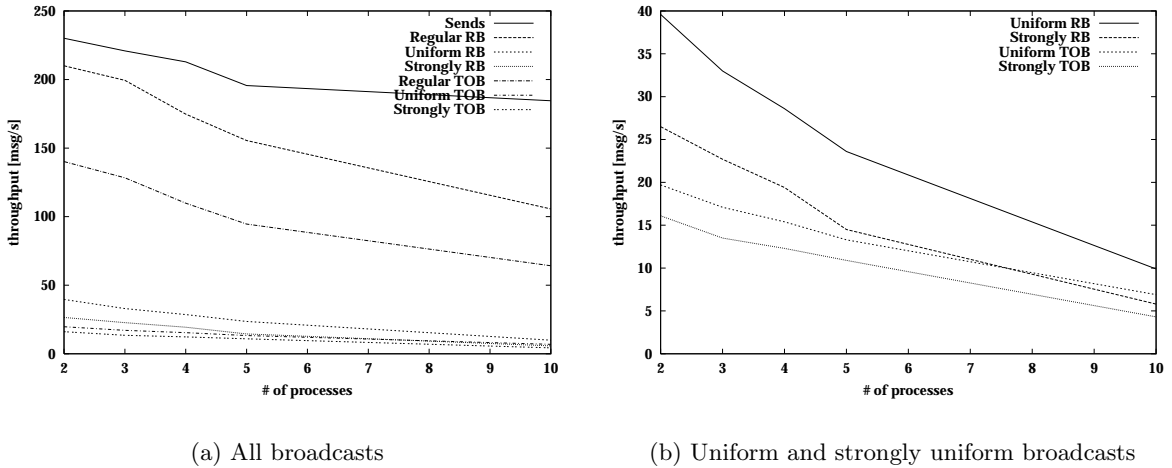 250
200
150
100
50
0
throughput [msg/s]
2 3 4 5 6 7 8 9 10
# of processes
Sends
Regular RB
Uniform RB
Strongly RB
Regular TOB
Uniform TOB
Strongly TOB
(a) All broadcasts
40
35
30
25
20
15
10
5
0
throughput [msg/s]
2 3 4 5 6 7 8 9 10
# of processes
Uniform RB
Strongly RB
Uniform TOB
Strongly TOB
(b) Uniform and strongly uniform broadcasts